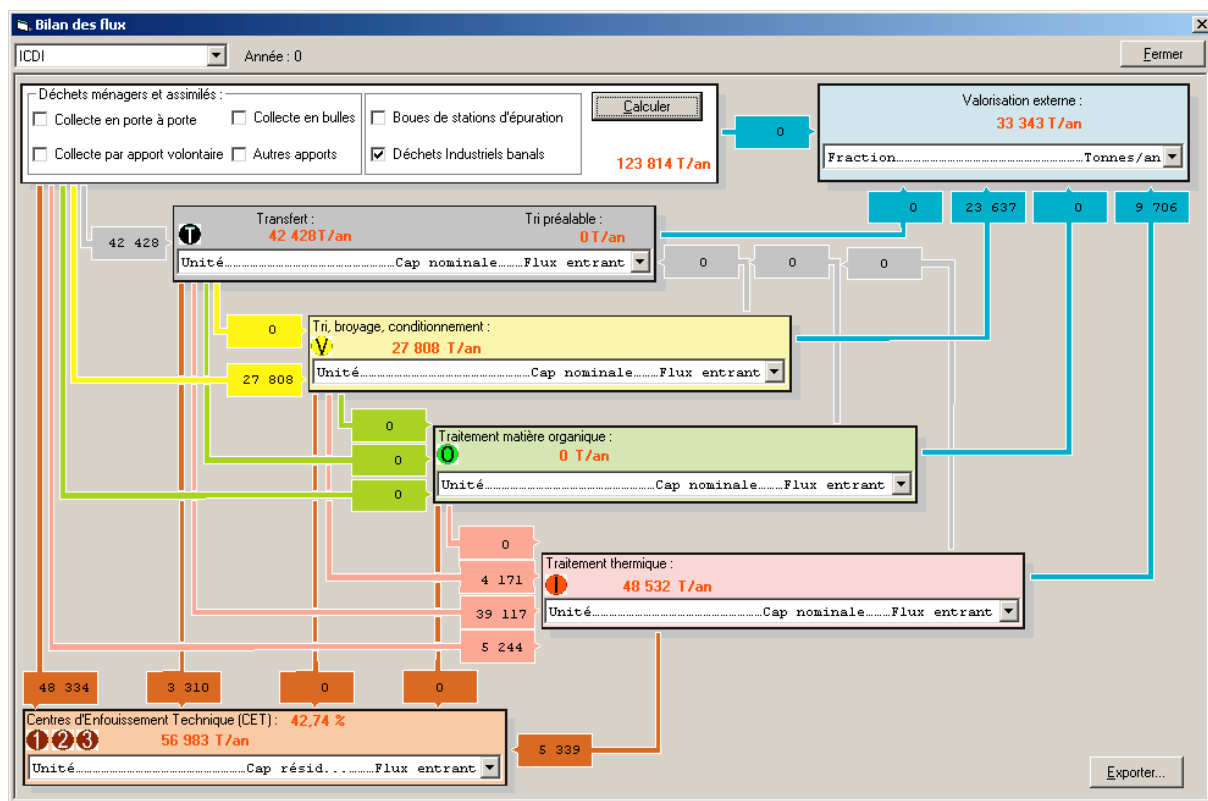 Bilan des flux
ICDI Année : 0 Fermer
Déchets ménagers et assimilés :
Collecte en porte à porte Collecte en bulles Boues de stations d'épuration Calculer
Collecte par apport volontaire Autres apports Déchets Industriels banals 123 814 T/an
0
Valorisation externe :
33 343 T/an
Fraction.....Tonnes/an
0 23 637 0 9 706
42 428
Transfert : Tri préalable :
T 42 428T/an 0T/an
Unité.....Cap nominale.....Flux entrant
0 0 0
0
27 808
Tri, broyage, conditionnement :
V 27 808 T/an
Unité.....Cap nominale.....Flux entrant
0
0
0
Traitement matière organique :
O 0 T/an
Unité.....Cap nominale.....Flux entrant
0
4 171
39 117
5 244
Traitement thermique :
I 48 532 T/an
Unité.....Cap nominale.....Flux entrant
48 334 3 310 0 0
Centres d'Enfouissement Technique (CET) : 42,74 %
1 2 3 56 983 T/an
Unité.....Cap résid........Flux entrant
5 339
Exporter...